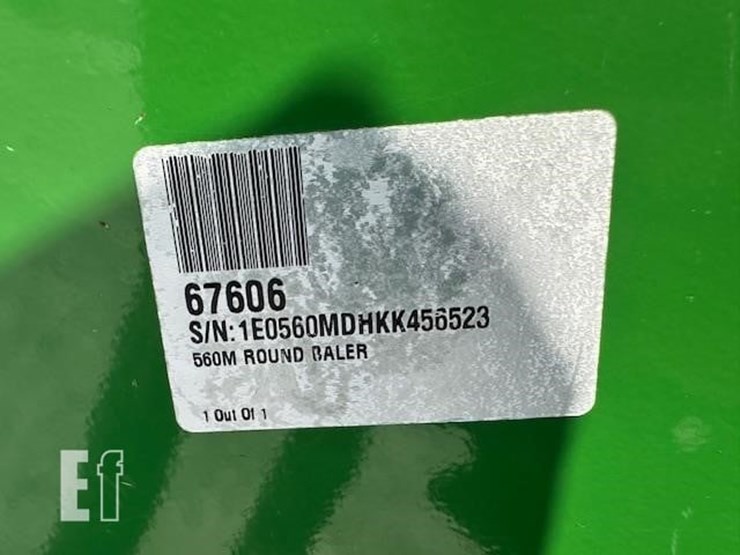 67606
S/N:1E0560MDHKK456523
560M ROUND BALER
1 Out Of 1
Ef